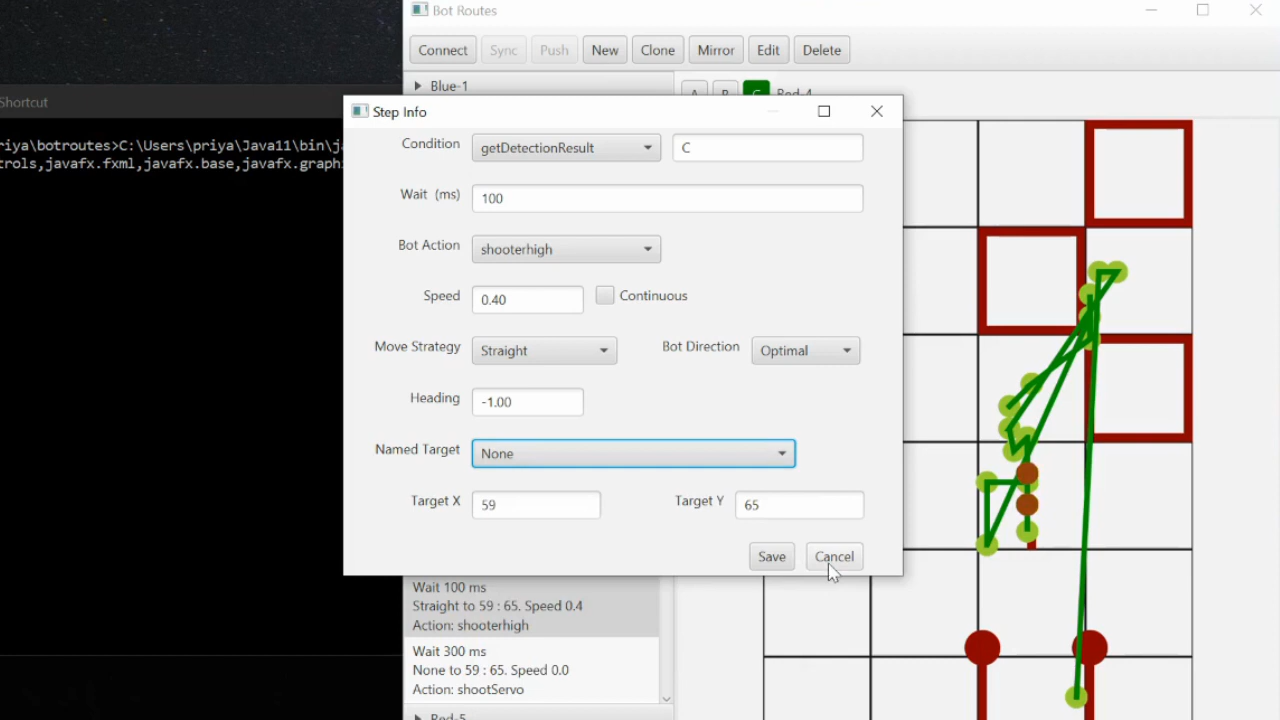 Bot Routes
Connect Sync Push New Clone Mirror Edit Delete
Blue-1
Shortcut
Step Info
Condition getDetectionResult C
riya\botroutes>C:\Users\priya\Java11\bin\ja
trols,javafx.fxml,javafx.base,javafx.graph
Wait (ms) 100
Bot Action shooterhigh
Speed 0.40 Continuous
Move Strategy Straight Bot Direction Optimal
Heading -1.00
Named Target None
Target X 59 Target Y 65
Save Cancel
Wait 100 ms
Straight to 59 : 65. Speed 0.4
Action: shooterhigh
Wait 300 ms
None to 59 : 65. Speed 0.0
Action: shootServo